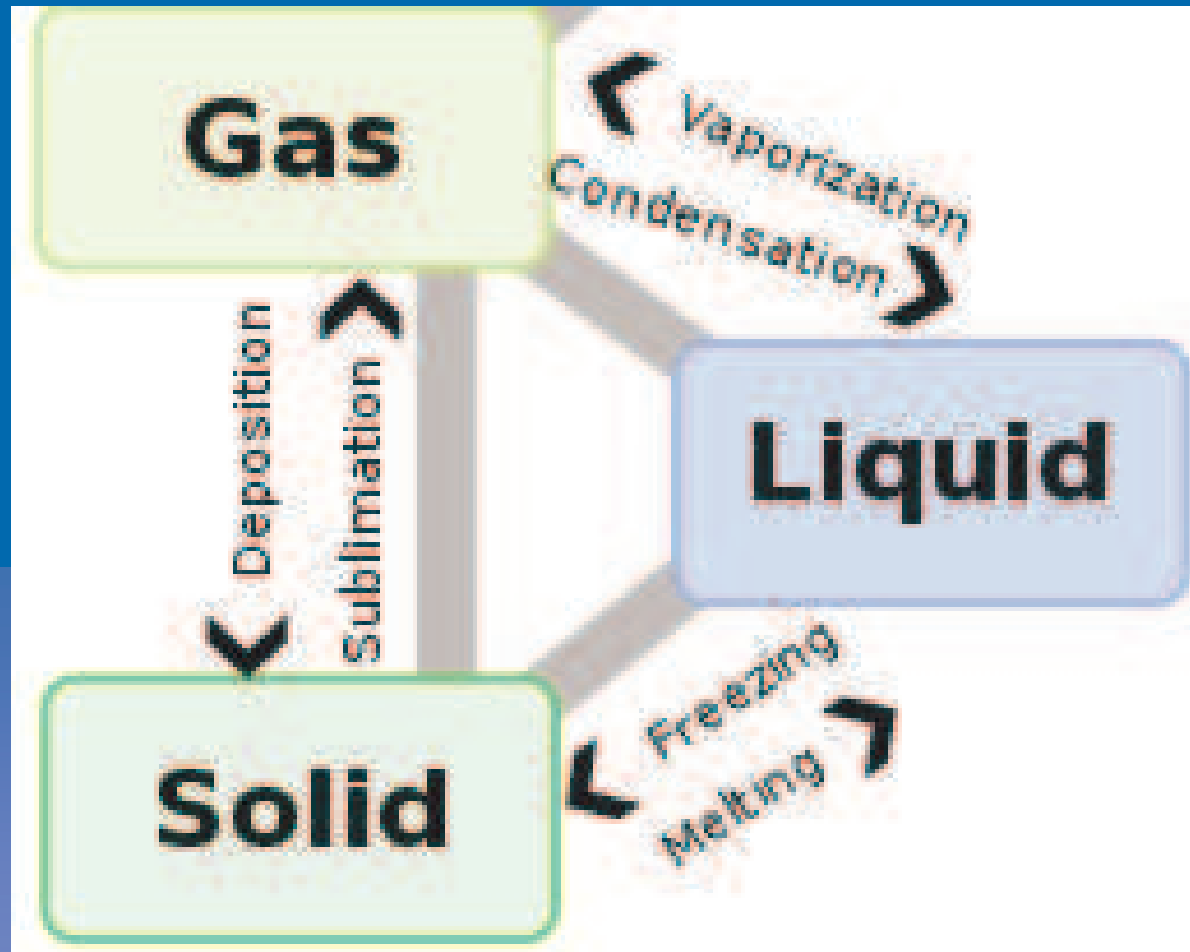 Gas
Vaporization
Condensation
Deposition
Sublimation
Liquid
Freezing
Melting
Solid